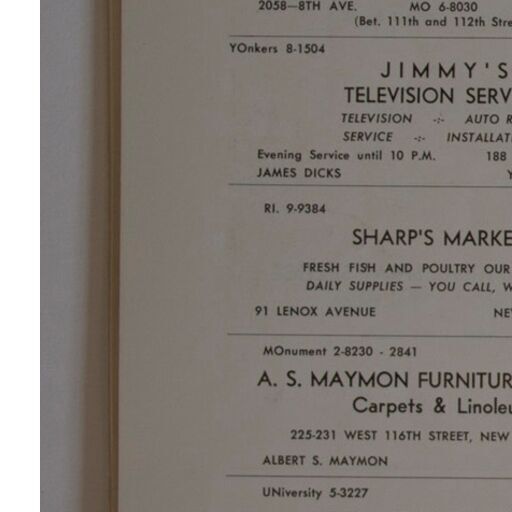 2058—8TH AVE. MO 6-8030
(Bet. 111th and 112th Stre
YOnkers 8-1504
JIMMY'S
TELEVISION SERV
TELEVISION -:- AUTO R
SERVICE -:- INSTALLAT
Evening Service until 10 P.M. 188
JAMES DICKS Y
RI. 9-9384
SHARP'S MARKE
FRESH FISH AND POULTRY OUR
DAILY SUPPLIES — YOU CALL, W
91 LENOX AVENUE NE
MOnument 2-8230 - 2841
A. S. MAYMON FURNITUR
Carpets & Linoleu
225-231 WEST 116TH STREET, NEW
ALBERT S. MAYMON
UNiversity 5-3227